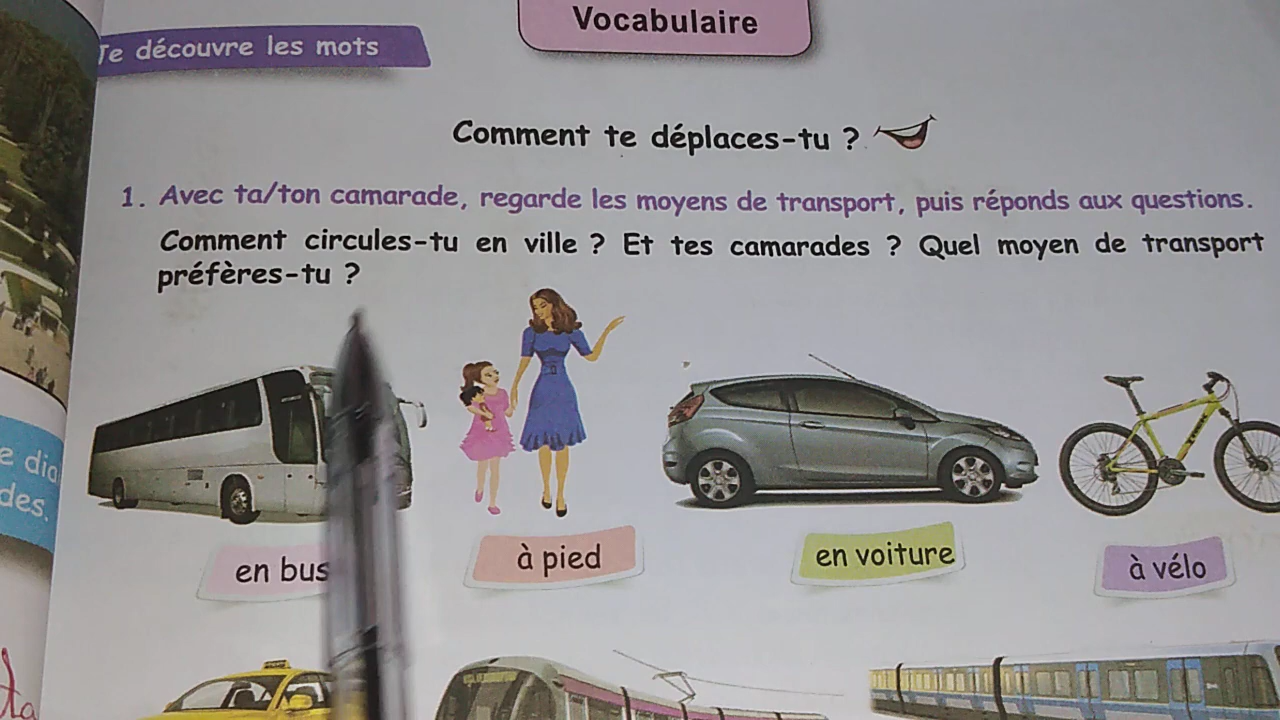 Vocabulaire
Je découvre les mots
Comment te déplaces-tu ?
1. Avec ta/ton camarade, regarde les moyens de transport, puis réponds aux questions.
Comment circules-tu en ville ? Et tes camarades ? Quel moyen de transport
préfères-tu ?
en bus
à pied
en voiture
à vélo
des.